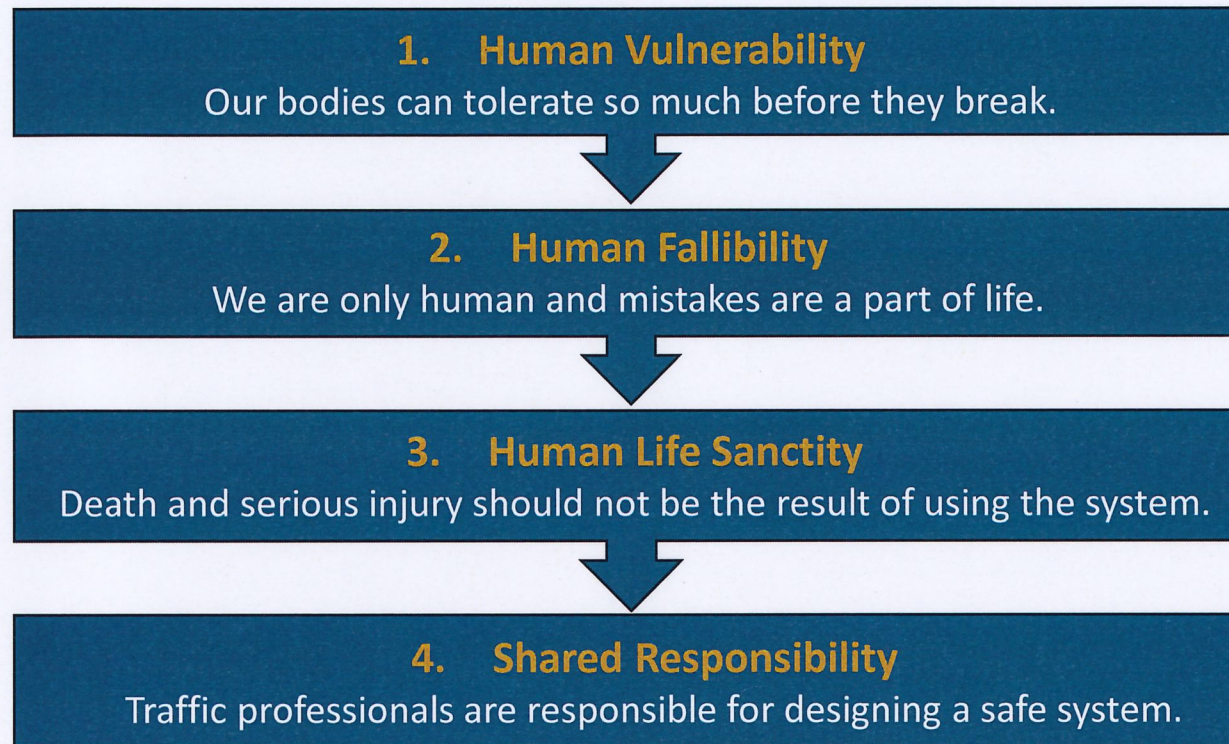 1. Human Vulnerability
Our bodies can tolerate so much before they break.
2. Human Fallibility
We are only human and mistakes are a part of life.
3. Human Life Sanctity
Death and serious injury should not be the result of using the system.
4. Shared Responsibility
Traffic professionals are responsible for designing a safe system.